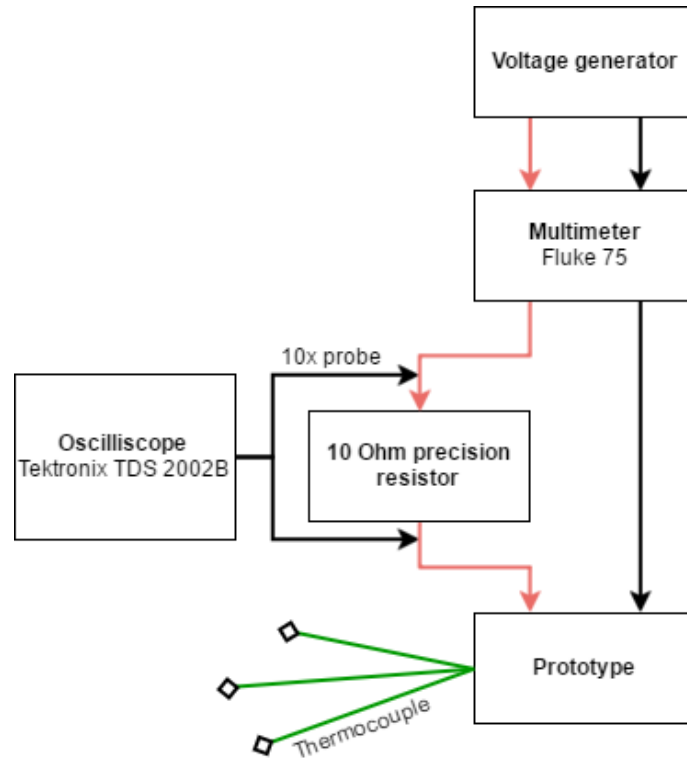 Voltage generator
Multimeter
Fluke 75
10x probe
Oscilliscope
Tektronix TDS 2002B
10 Ohm precision
resistor
Prototype
Thermocouple